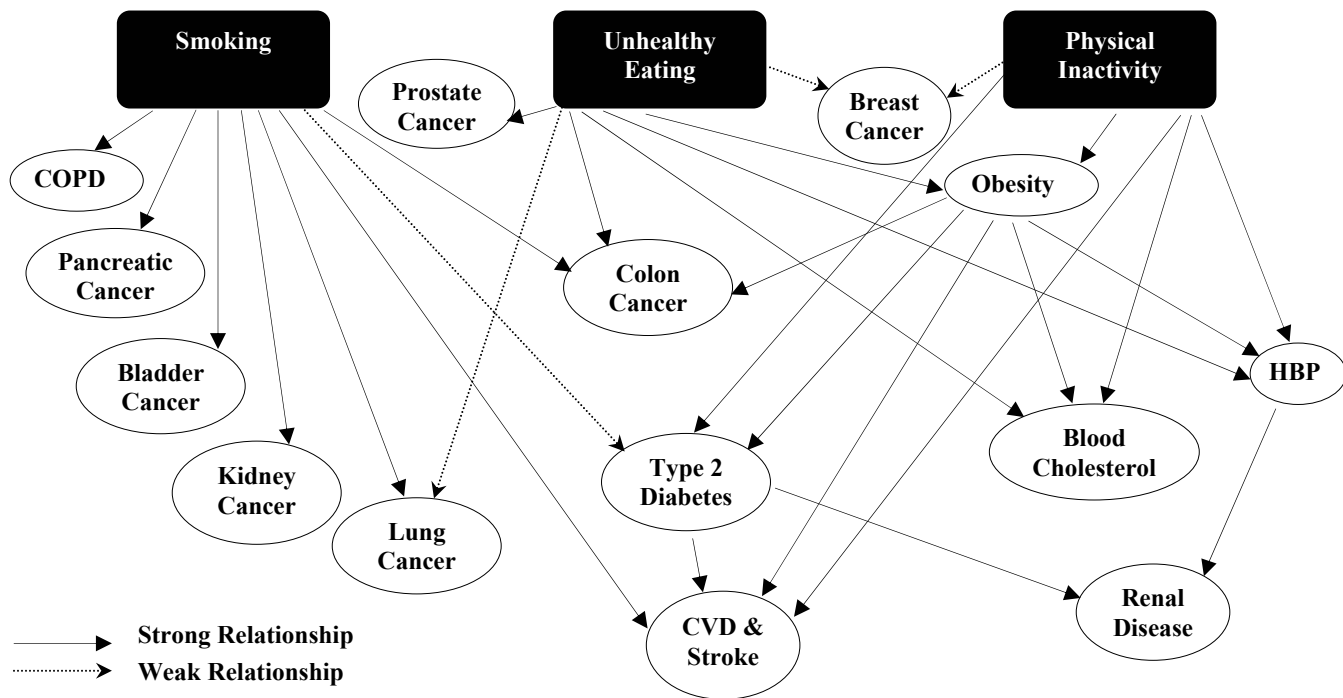 Smoking
Unhealthy
Eating
Physical
Inactivity
Prostate
Cancer
Breast
Cancer
COPD
Obesity
Pancreatic
Cancer
Colon
Cancer
Bladder
Cancer
HBP
Blood
Cholesterol
Kidney
Cancer
Type 2
Diabetes
Lung
Cancer
Renal
Disease
CVD &
Stroke
Strong Relationship
Weak Relationship